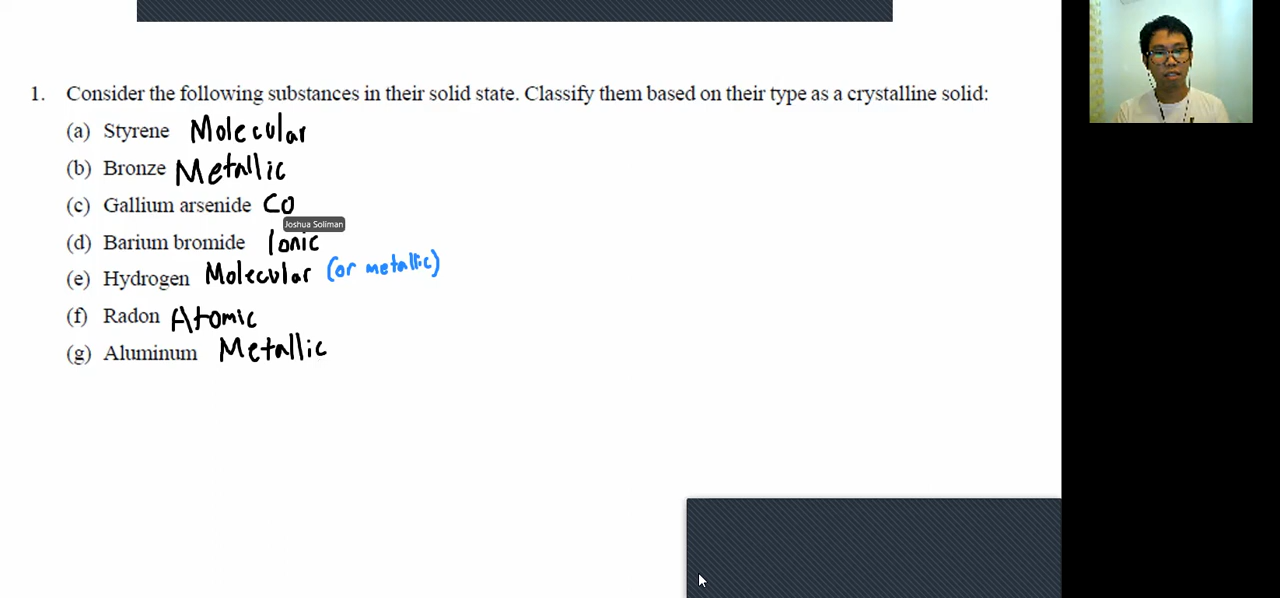 1. Consider the following substances in their solid state. Classify them based on their type as a crystalline solid:
(a) Styrene Molecular
(b) Bronze Metallic
(c) Gallium arsenide CO
Joshua Soliman
(d) Barium bromide Ionic
(e) Hydrogen Molecular (or metallic)
(f) Radon Atomic
(g) Aluminum Metallic